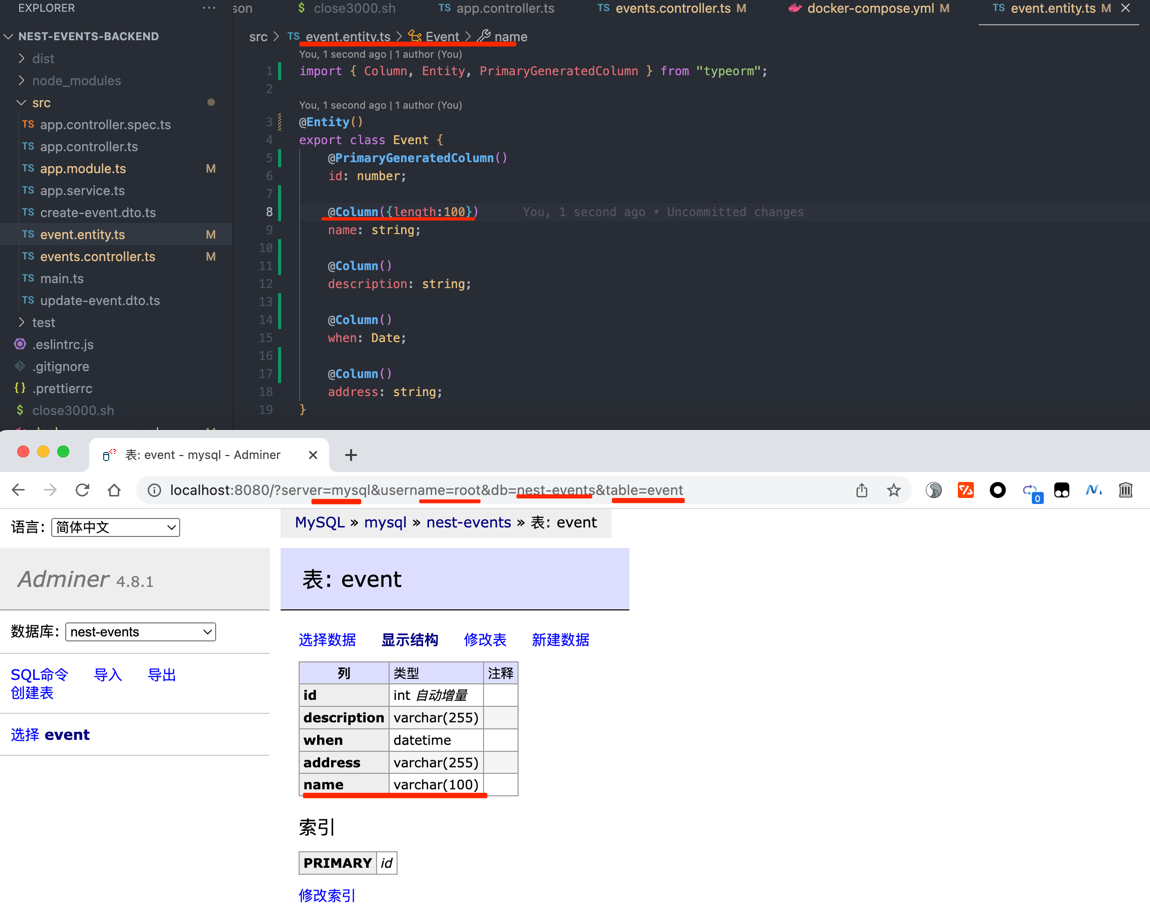 EXPLORER
···
son
$ close3000.sh
TS app.controller.ts
TS events.controller.ts M
docker-compose.yml M
TS event.entity.ts M
NEST-EVENTS-BACKEND
dist
node_modules
src
TS app.controller.spec.ts
TS app.controller.ts
TS app.module.ts M
TS app.service.ts
TS create-event.dto.ts
TS event.entity.ts M
TS events.controller.ts M
TS main.ts
TS update-event.dto.ts
test
.eslintrc.js
.gitignore
{} .prettierrc
$ close3000.sh
src > TS event.entity.ts > Event > name
You, 1 second ago | 1 author (You)
1 import { Column, Entity, PrimaryGeneratedColumn } from "typeorm";
2
You, 1 second ago | 1 author (You)
3 @Entity()
4 export class Event {
5 @PrimaryGeneratedColumn()
6 id: number;
7
8 @Column({length:100}) You, 1 second ago • Uncommitted changes
9 name: string;
10
11 @Column()
12 description: string;
13
14 @Column()
15 when: Date;
16
17 @Column()
18 address: string;
19 }
表: event - mysql - Adminer
localhost:8080/?server=mysql&username=root&db=nest-events&table=event
0
语言: 简体中文
MySQL » mysql » nest-events » 表: event
Adminer 4.8.1
表: event
数据库: nest-events
选择数据 显示结构 修改表 新建数据
SQL命令 导入 导出
创建表
选择 event
列 类型 注释
id int 自动增量
description varchar(255)
when datetime
address varchar(255)
name varchar(100)
索引
PRIMARY id
修改索引